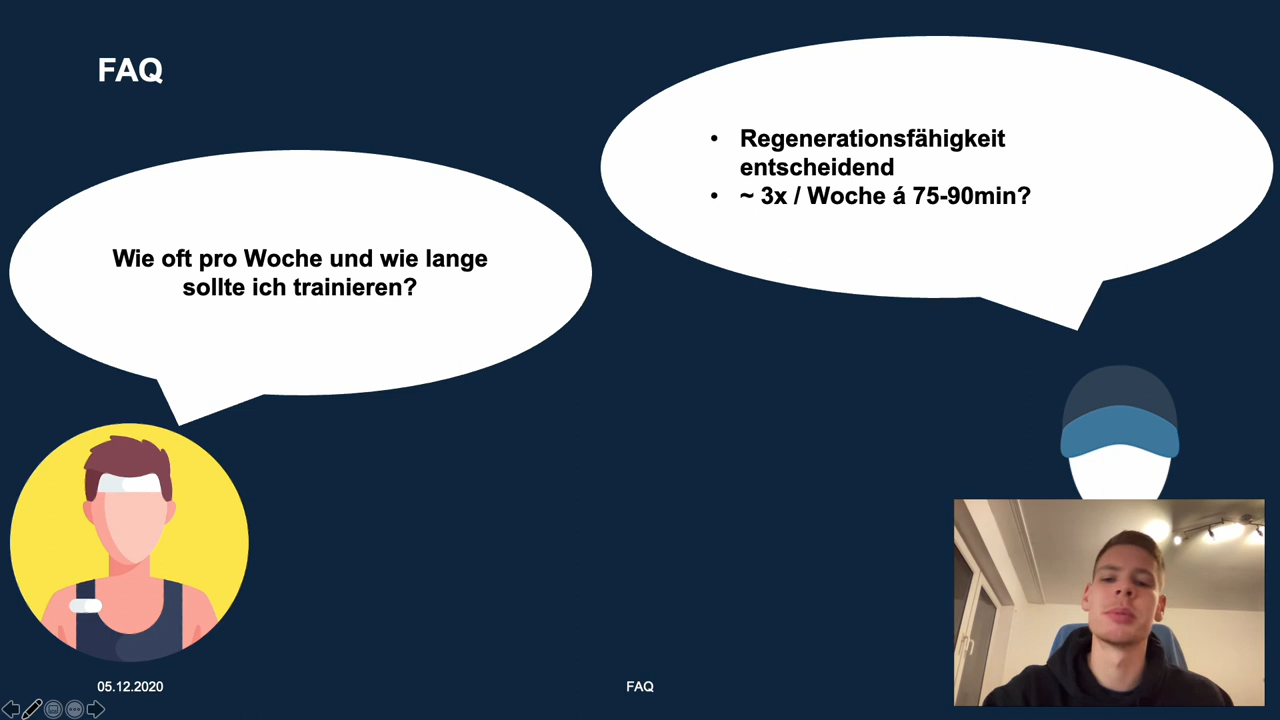 FAQ
Wie oft pro Woche und wie lange
sollte ich trainieren?
• Regenerationsfähigkeit
entscheidend
• ~ 3x / Woche á 75-90min?
05.12.2020
FAQ